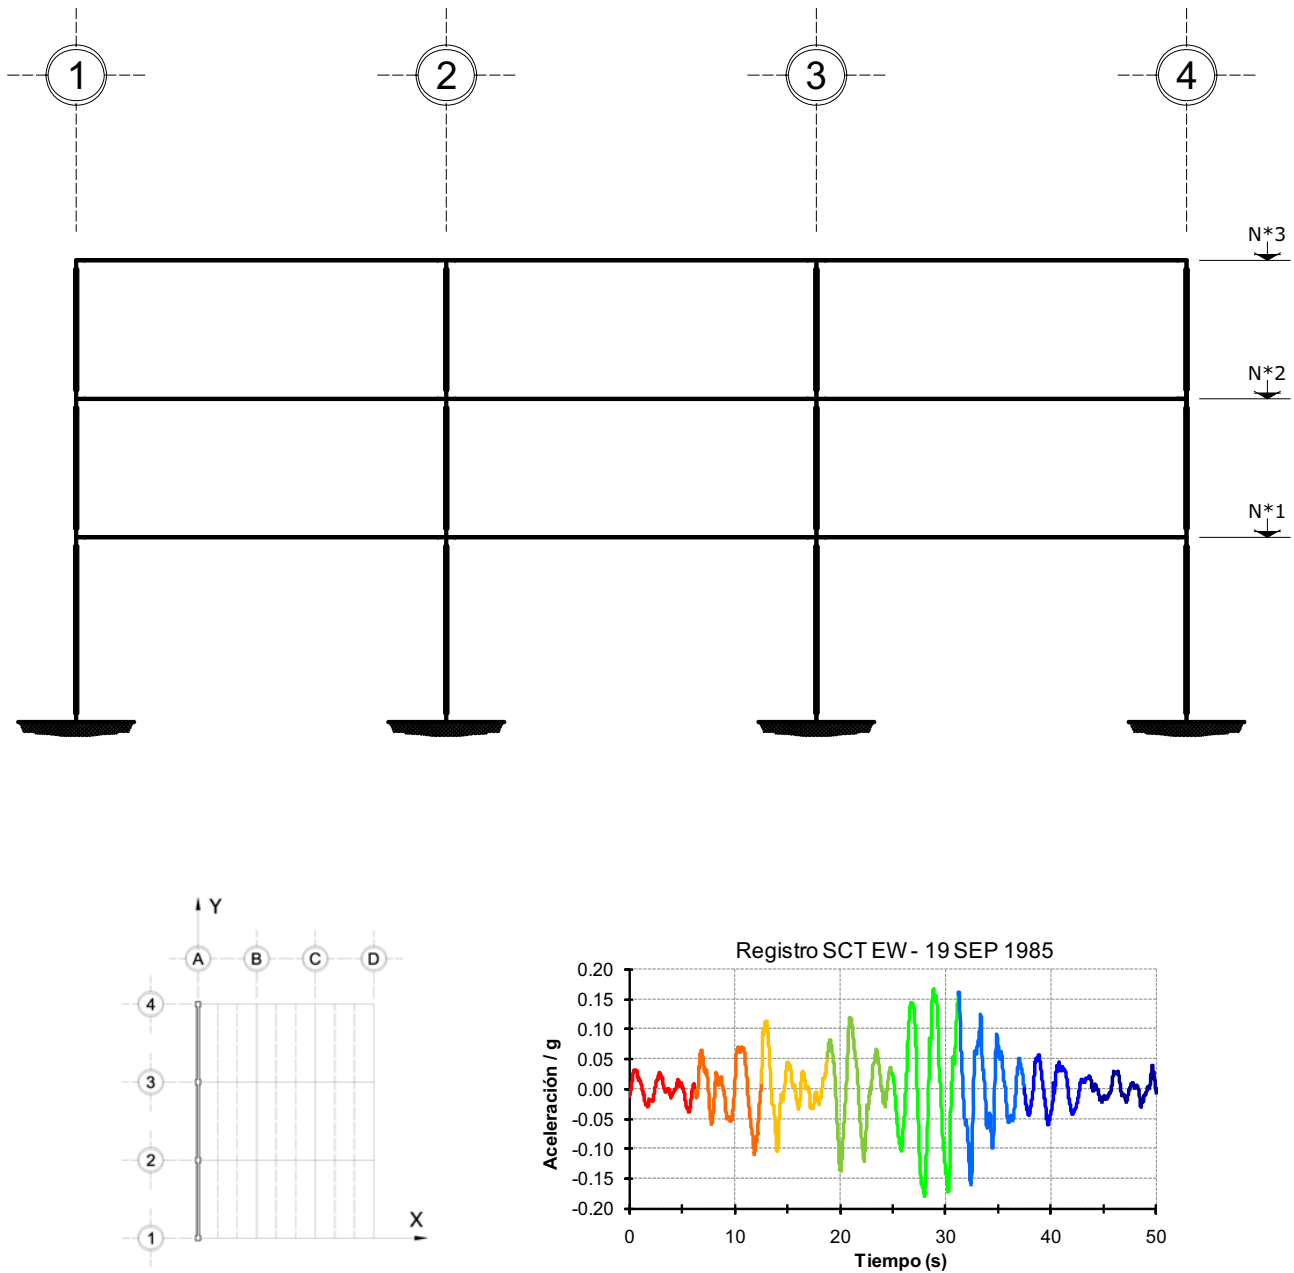 1 2 3 4
N*3
N*2
N*1
Y
A B C D
4
3
2
1
X
Registro SCT EW - 19 SEP 1985
Aceleración / g
0.20
0.15
0.10
0.05
0.00
-0.05
-0.10
-0.15
-0.20
0 10 20 30 40 50
Tiempo (s)